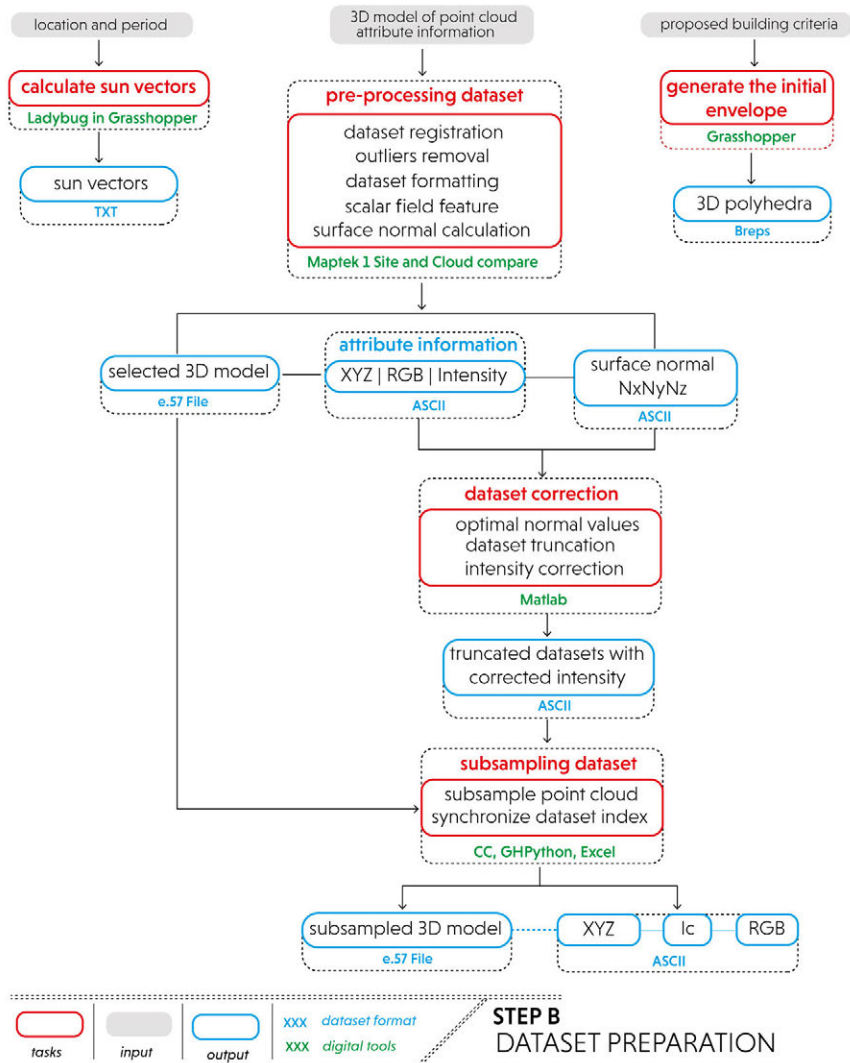 location and period
calculate sun vectors
Ladybug in Grasshopper
sun vectors
TXT
3D model of point cloud
attribute information
pre-processing dataset
dataset registration
outliers removal
dataset formatting
scalar field feature
surface normal calculation
Maptek 1 Site and Cloud compare
proposed building criteria
generate the initial
envelope
Grasshopper
3D polyhedra
Breps
selected 3D model
e.57 File
attribute information
XYZ | RGB | Intensity
ASCII
surface normal
NxNyNz
ASCII
dataset correction
optimal normal values
dataset truncation
intensity correction
Matlab
truncated datasets with
corrected intensity
ASCII
subsampling dataset
subsample point cloud
synchronize dataset index
CC, GHPython, Excel
subsampled 3D model
e.57 File
XYZ
Ic
RGB
ASCII
tasks
input
output
XXX dataset format
XXX digital tools
STEP B
DATASET PREPARATION